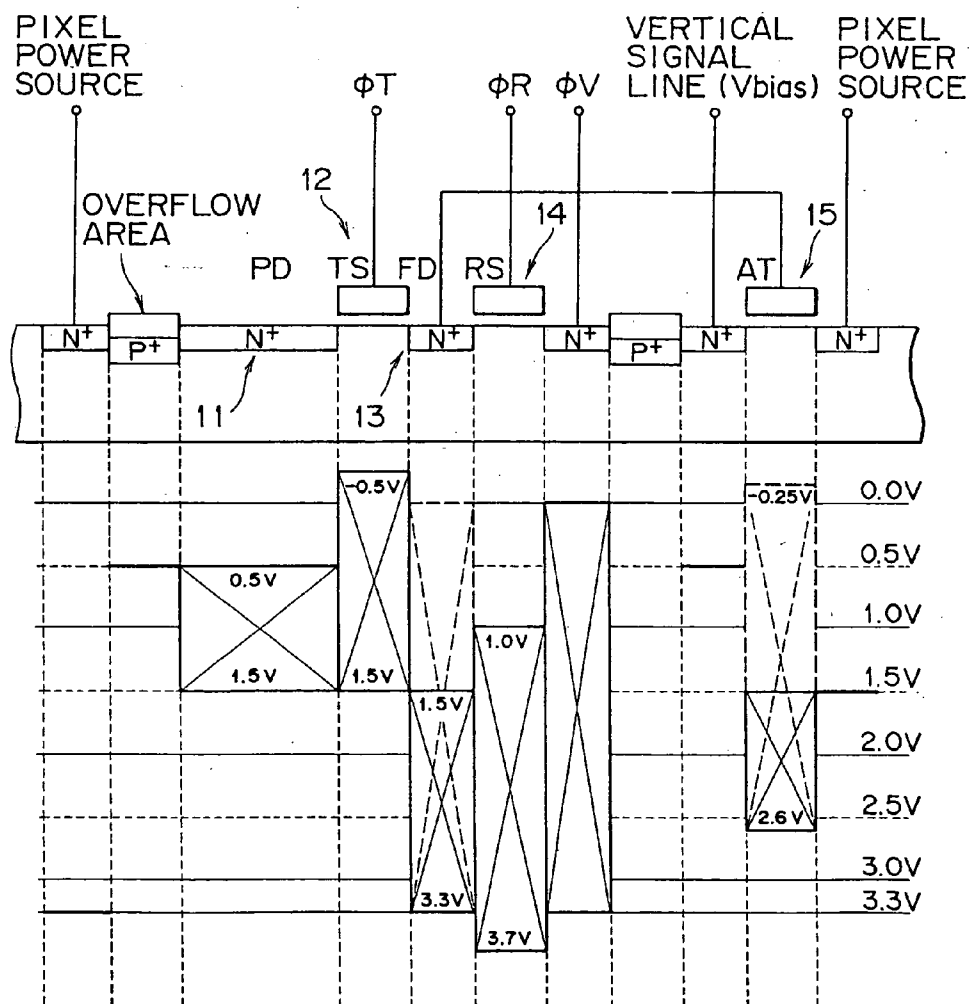 PIXEL
POWER
SOURCE
ϕT
ϕR
ϕV
VERTICAL
SIGNAL
LINE (Vbias)
PIXEL
POWER
SOURCE
OVERFLOW
AREA
12
14
15
PD
TS
FD
RS
AT
N+
P+
N+
N+
N+
P+
N+
N+
11
13
-0.5V
-0.25V
0.0V
0.5V
0.5V
1.0V
1.0V
1.5V
1.5V
1.5V
1.5V
2.0V
2.5V
2.6V
3.0V
3.3V
3.3V
3.7V